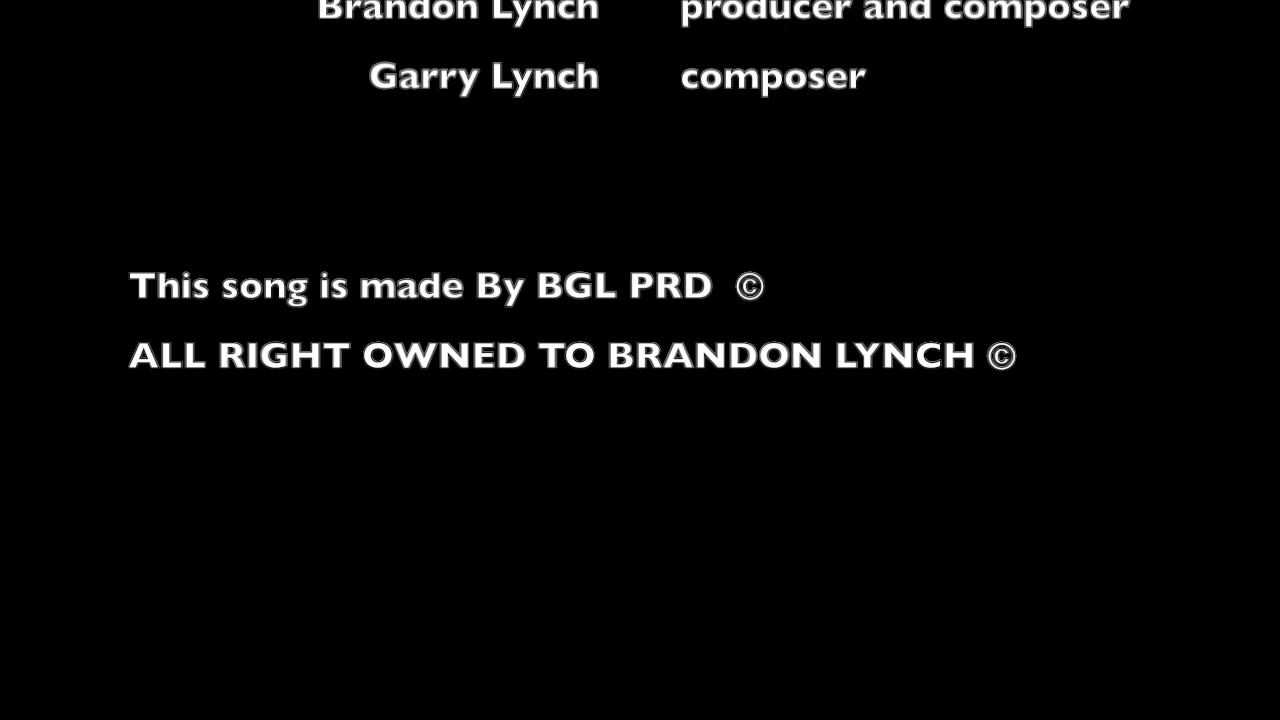 Brandon Lynch producer and composer
Garry Lynch composer
This song is made By BGL PRD ©
ALL RIGHT OWNED TO BRANDON LYNCH ©